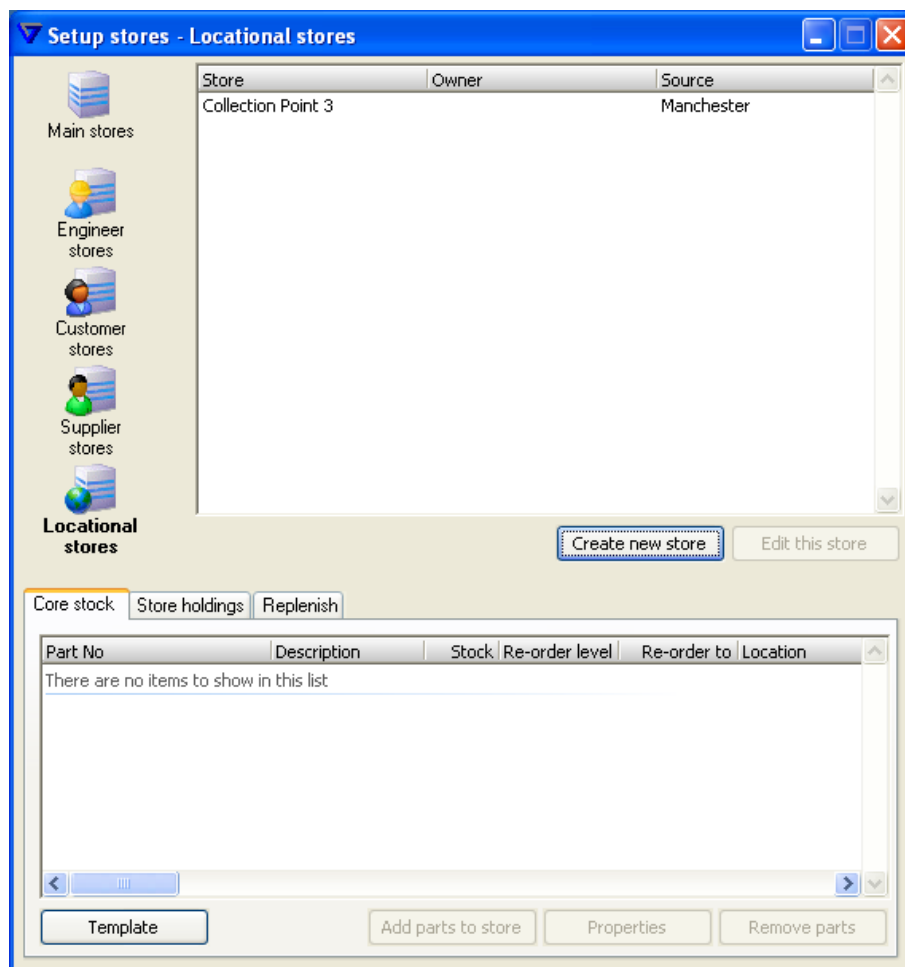 Setup stores - Locational stores
Main stores
Engineer
stores
Customer
stores
Supplier
stores
Locational
stores
Store Owner Source
Collection Point 3 Manchester
Create new store Edit this store
Core stock Store holdings Replenish
Part No Description Stock Re-order level Re-order to Location
There are no items to show in this list
Template Add parts to store Properties Remove parts